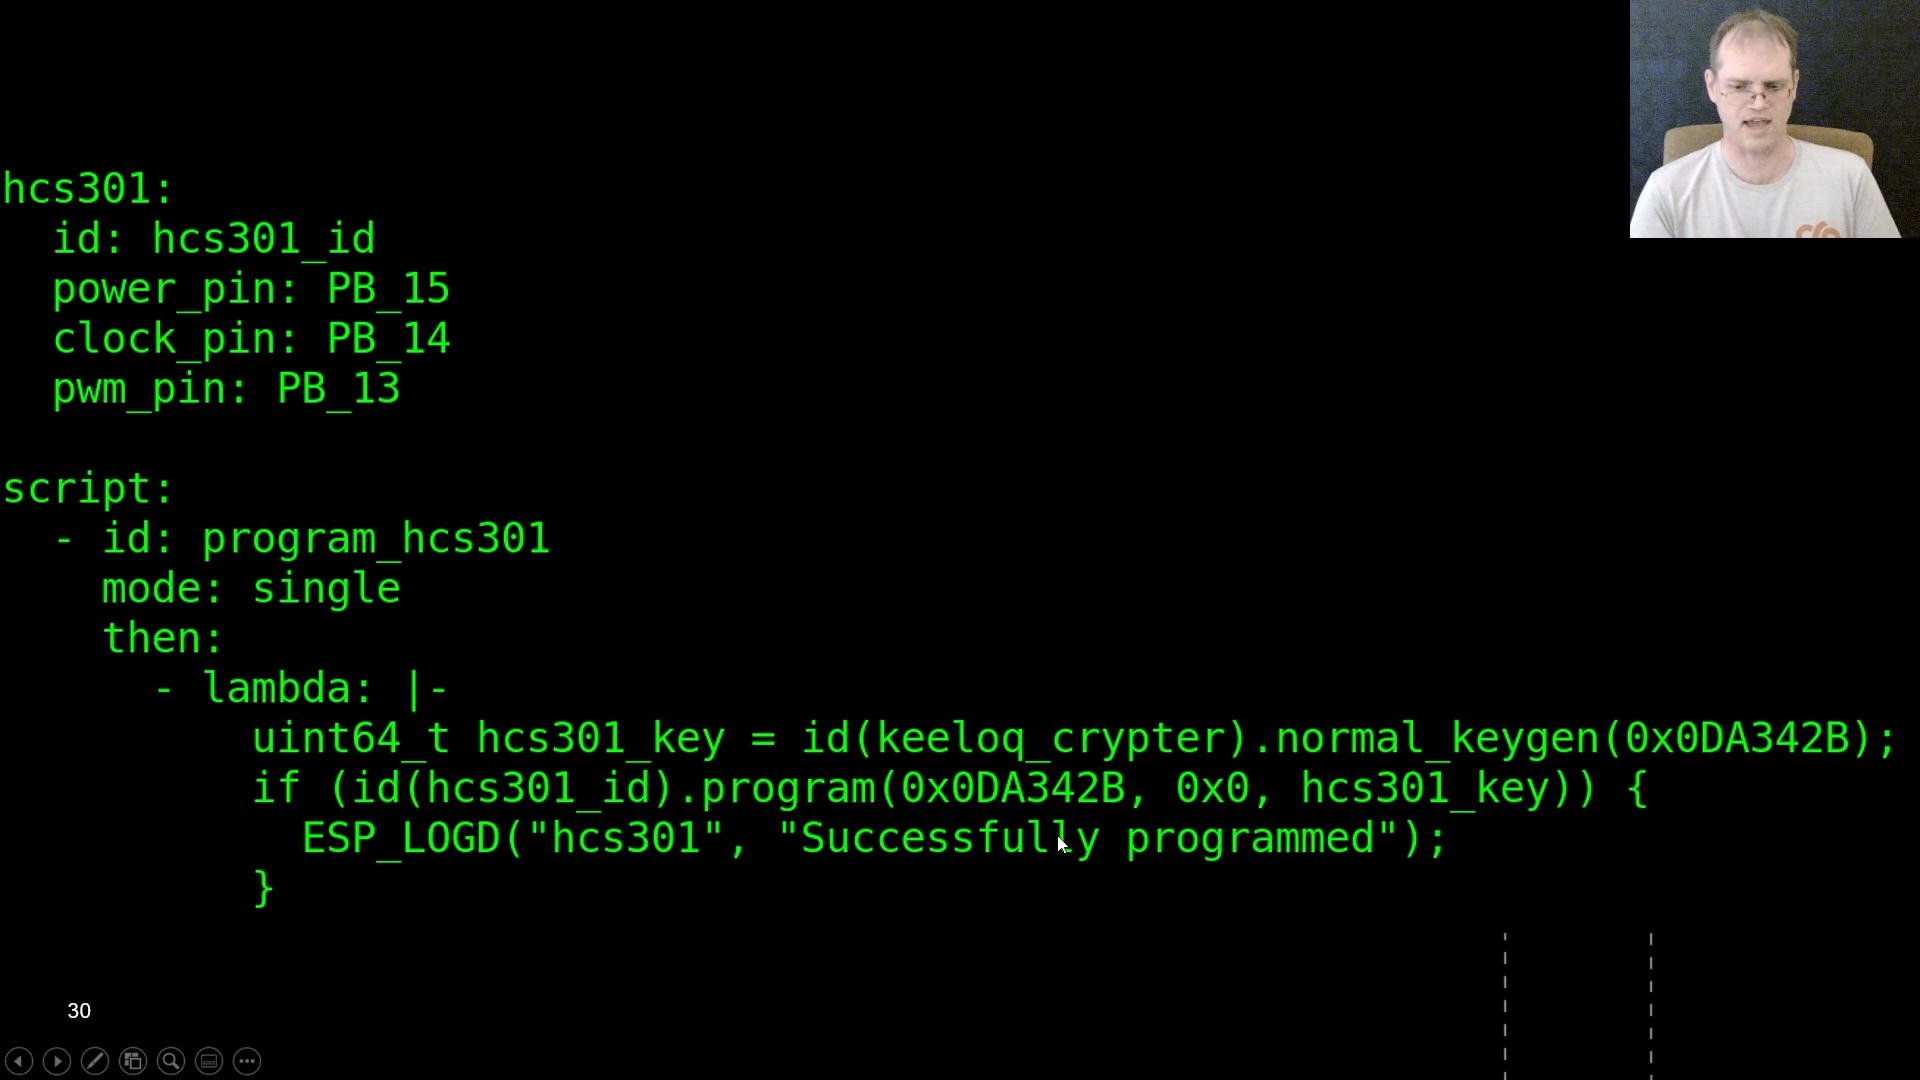 hcs301:
  id: hcs301_id
  power_pin: PB_15
  clock_pin: PB_14
  pwm_pin: PB_13

script:
  - id: program_hcs301
    mode: single
    then:
      - lambda: |-
          uint64_t hcs301_key = id(keeloq_crypter).normal_keygen(0x0DA342B);
          if (id(hcs301_id).program(0x0DA342B, 0x0, hcs301_key)) {
            ESP_LOGD("hcs301", "Successfully programmed");
          }
30